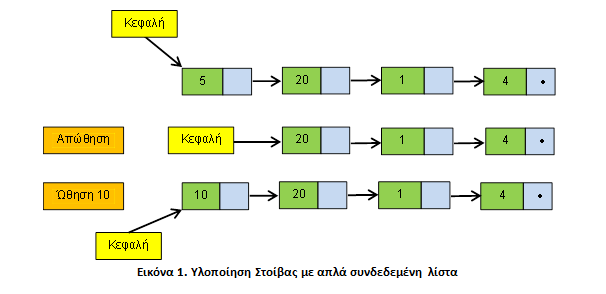 Κεφαλή
5 20 1 4
Απώθηση Κεφαλή 20 1 4
Ώθηση 10 10 20 1 4
Κεφαλή
Εικόνα 1. Υλοποίηση Στοίβας με απλά συνδεδεμένη λίστα